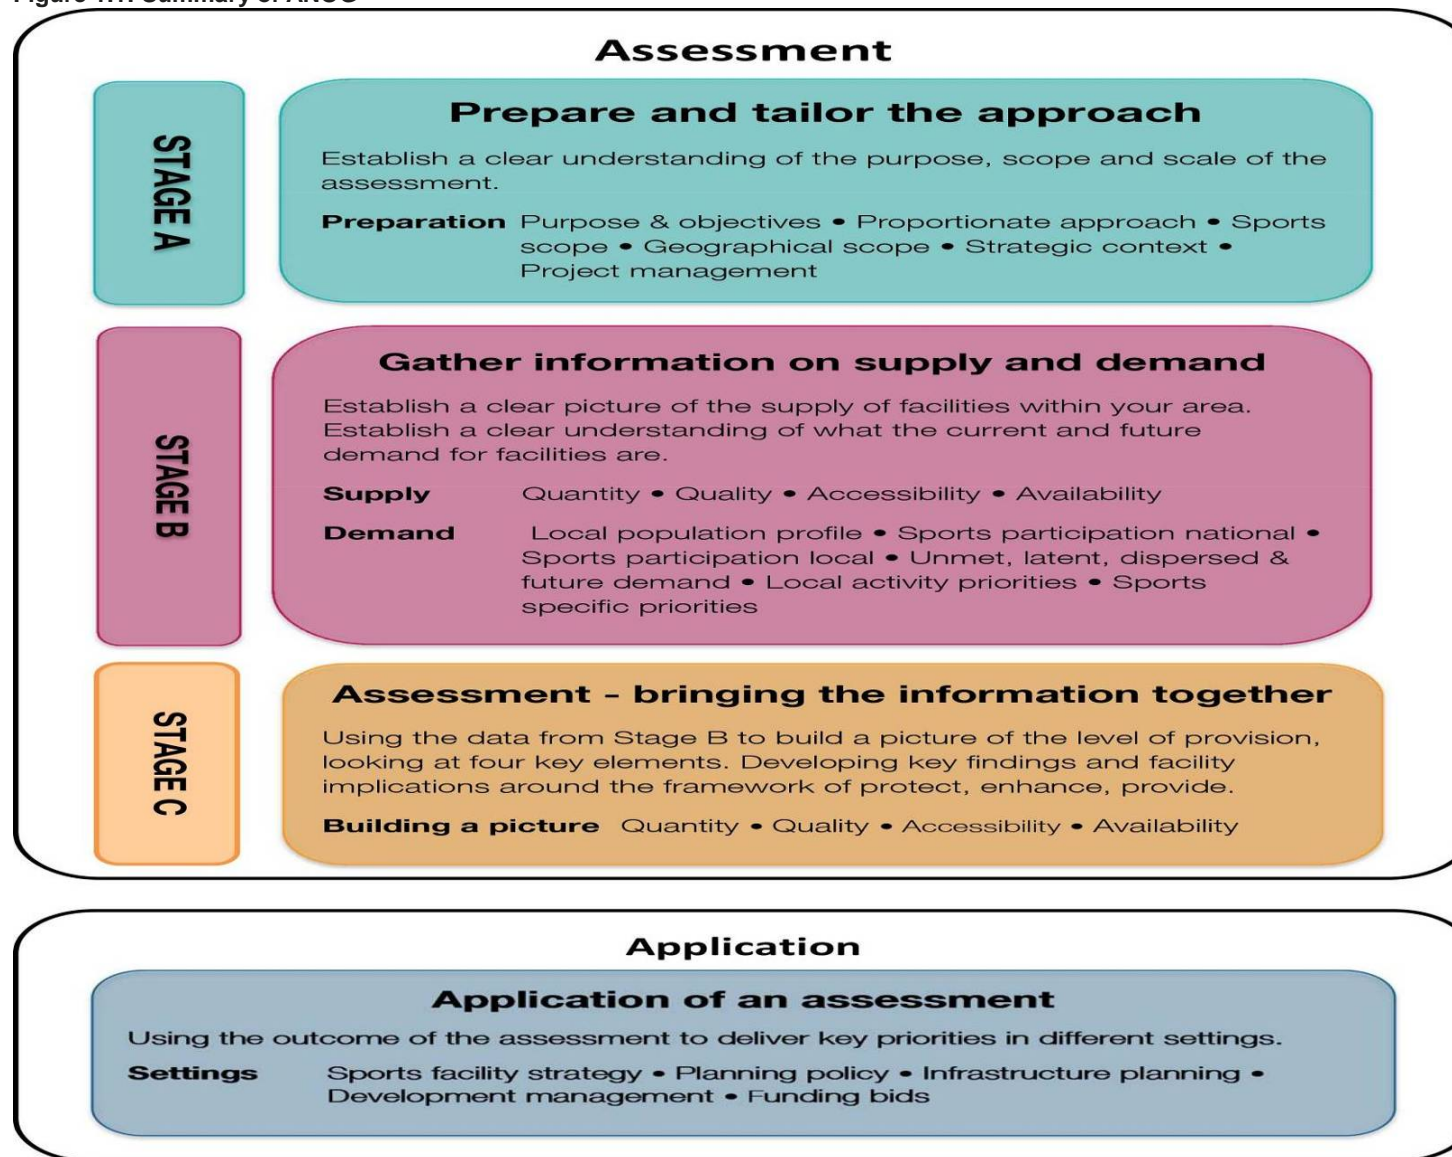 Assessment
STAGE A
Prepare and tailor the approach
Establish a clear understanding of the purpose, scope and scale of the
assessment.
Preparation Purpose & objectives • Proportionate approach • Sports
scope • Geographical scope • Strategic context •
Project management
STAGE B
Gather information on supply and demand
Establish a clear picture of the supply of facilities within your area.
Establish a clear understanding of what the current and future
demand for facilities are.
Supply Quantity • Quality • Accessibility • Availability
Demand Local population profile • Sports participation national •
Sports participation local • Unmet, latent, dispersed &
future demand • Local activity priorities • Sports
specific priorities
STAGE C
Assessment - bringing the information together
Using the data from Stage B to build a picture of the level of provision,
looking at four key elements. Developing key findings and facility
implications around the framework of protect, enhance, provide.
Building a picture Quantity • Quality • Accessibility • Availability
Application
Application of an assessment
Using the outcome of the assessment to deliver key priorities in different settings.
Settings Sports facility strategy • Planning policy • Infrastructure planning •
Development management • Funding bids